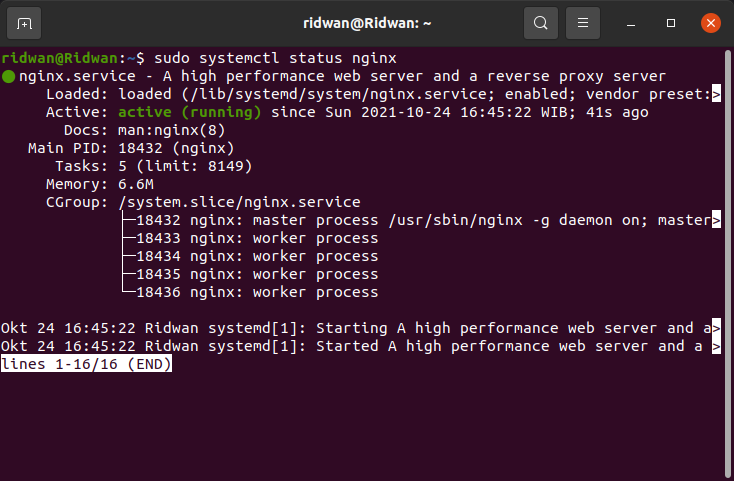 ridwan@Ridwan: ~
ridwan@Ridwan:~$ sudo systemctl status nginx
● nginx.service - A high performance web server and a reverse proxy server
     Loaded: loaded (/lib/systemd/system/nginx.service; enabled; vendor preset:>
     Active: active (running) since Sun 2021-10-24 16:45:22 WIB; 41s ago
       Docs: man:nginx(8)
   Main PID: 18432 (nginx)
      Tasks: 5 (limit: 8149)
     Memory: 6.6M
     CGroup: /system.slice/nginx.service
             ├─18432 nginx: master process /usr/sbin/nginx -g daemon on; master>
             ├─18433 nginx: worker process
             ├─18434 nginx: worker process
             ├─18435 nginx: worker process
             └─18436 nginx: worker process
Okt 24 16:45:22 Ridwan systemd[1]: Starting A high performance web server and a>
Okt 24 16:45:22 Ridwan systemd[1]: Started A high performance web server and a >
lines 1-16/16 (END)